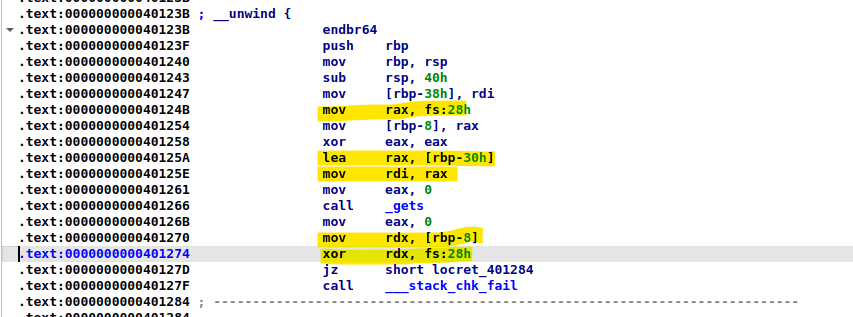 .text:000000000040123B ; __unwind {
.text:000000000040123B endbr64
.text:000000000040123F push rbp
.text:0000000000401240 mov rbp, rsp
.text:0000000000401243 sub rsp, 40h
.text:0000000000401247 mov [rbp-38h], rdi
.text:000000000040124B mov rax, fs:28h
.text:0000000000401254 mov [rbp-8], rax
.text:0000000000401258 xor eax, eax
.text:000000000040125A lea rax, [rbp-30h]
.text:000000000040125E mov rdi, rax
.text:0000000000401261 mov eax, 0
.text:0000000000401266 call _gets
.text:000000000040126B mov eax, 0
.text:0000000000401270 mov rdx, [rbp-8]
.text:0000000000401274 xor rdx, fs:28h
.text:000000000040127D jz short locret_401284
.text:000000000040127F call ___stack_chk_fail
.text:0000000000401284 ; ---------------------------------------------------------------------------